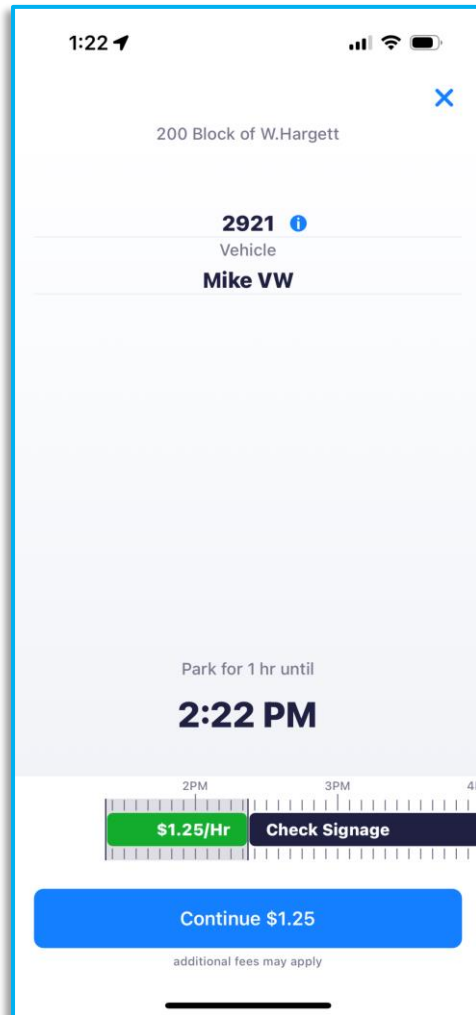 1:22
200 Block of W.Hargett
2921
Vehicle
Mike VW
Park for 1 hr until
2:22 PM
2PM 3PM
$1.25/Hr Check Signage
Continue $1.25
additional fees may apply